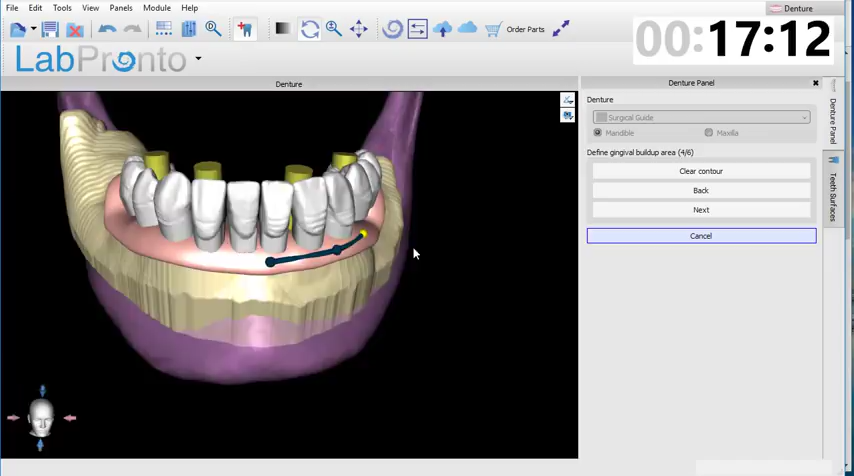 File Edit Tools View Panels Module Help
Denture
Order Parts
00:17:12
LabPronto
Denture
Denture Panel
Denture
Surgical Guide
Mandible Maxilla
Define gingival buildup area (4/6)
Clear contour
Back
Next
Cancel
Denture Panel
Teeth Surfaces